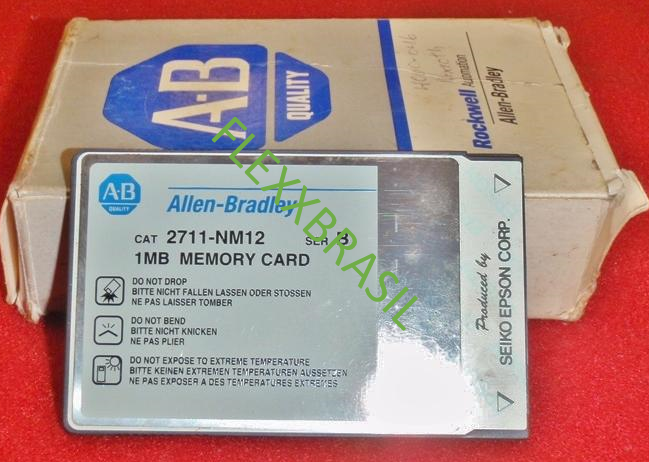 A-B
QUALITY
Rockwell Automation
Allen-Bradley
A-B
QUALITY
Allen-Bradley
CAT 2711-NM12 SER B
1MB MEMORY CARD
DO NOT DROP
BITTE NICHT FALLEN LASSEN ODER STOSSEN
NE PAS LAISSER TOMBER
DO NOT BEND
BITTE NICHT KNICKEN
NE PAS PLIER
DO NOT EXPOSE TO EXTREME TEMPERATURE
BITTE KEINEN EXTREMEN TEMPERATUREN AUSSETZEN
NE PAS EXPOSER A DES TEMPERATURES EXTREMES
Produced by
SEIKO EPSON CORP.
FLEXXBRASIL